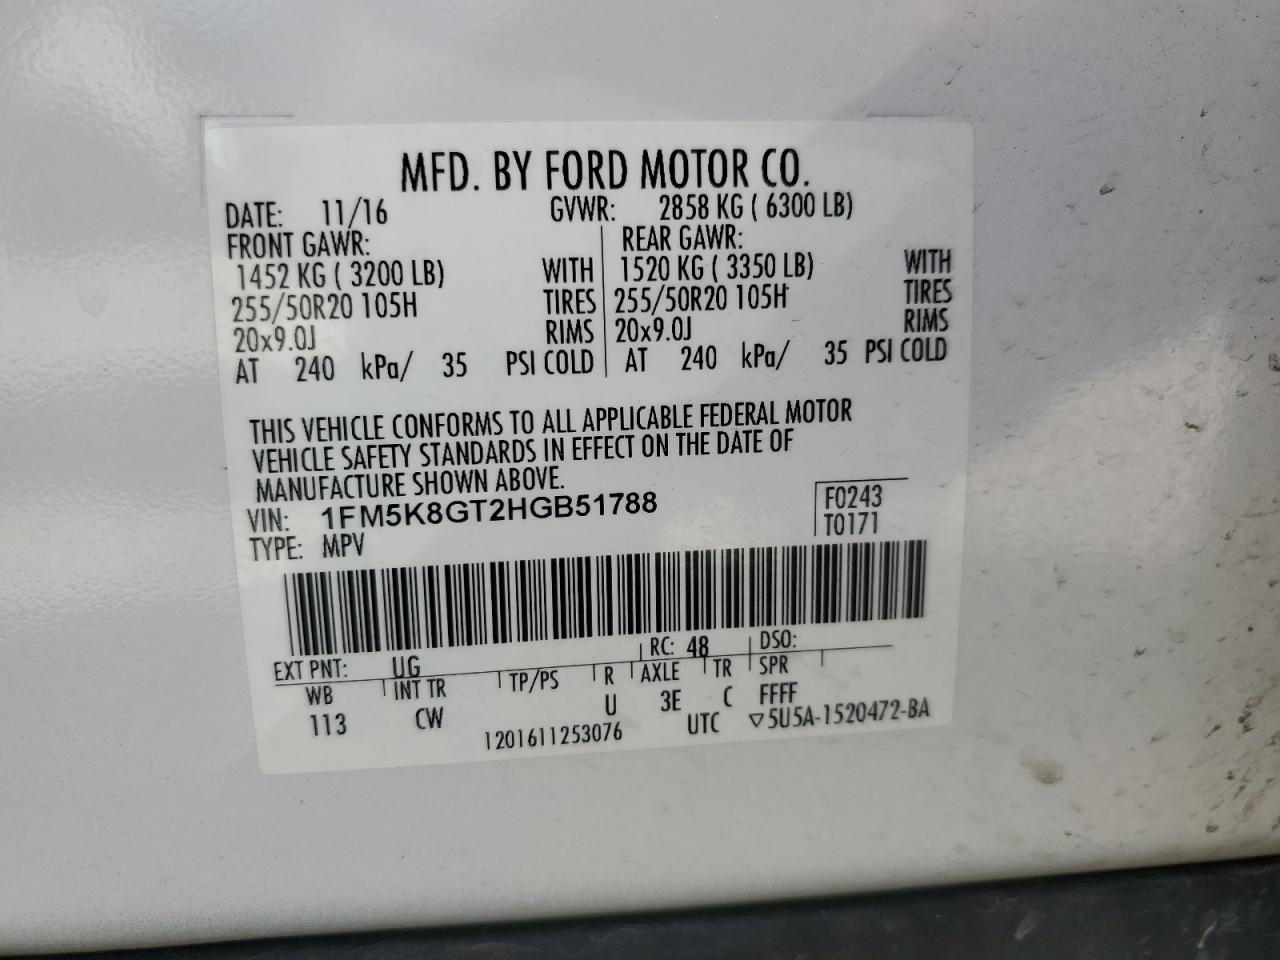 MFD. BY FORD MOTOR CO.
DATE: 11/16 GVWR: 2858 KG ( 6300 LB)
FRONT GAWR: REAR GAWR:
1452 KG ( 3200 LB) WITH 1520 KG ( 3350 LB) WITH
255/50R20 105H TIRES 255/50R20 105H TIRES
20x9.0J RIMS 20x9.0J RIMS
AT 240 kPa/ 35 PSI COLD AT 240 kPa/ 35 PSI COLD
THIS VEHICLE CONFORMS TO ALL APPLICABLE FEDERAL MOTOR
VEHICLE SAFETY STANDARDS IN EFFECT ON THE DATE OF
MANUFACTURE SHOWN ABOVE.
VIN: 1FM5K8GT2HGB51788 F0243
TYPE: MPV T0171
EXT PNT: UG RC: 48 DSO:
WB INT TR TP/PS R AXLE TR SPR
113 CW U 3E C FFFF
1201611253076 UTC ▽5U5A-1520472-BA